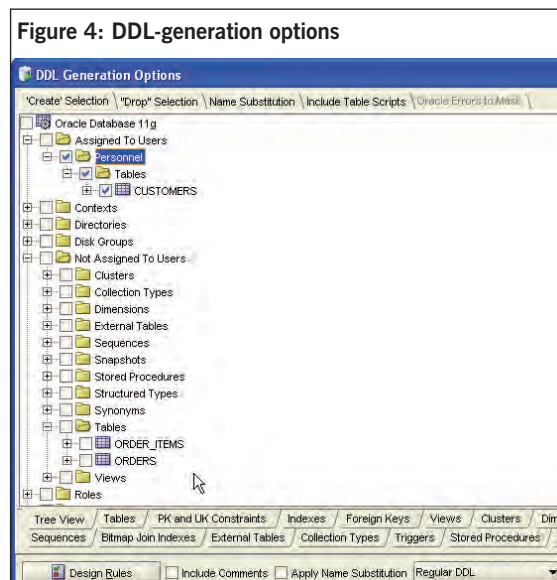 Figure 4: DDL-generation options
DDL Generation Options
'Create' Selection "Drop" Selection Name Substitution Include Table Scripts Oracle Errors to Mask
Oracle Database 11g
Assigned To Users
Personnel
Tables
CUSTOMERS
Contexts
Directories
Disk Groups
Not Assigned To Users
Clusters
Collection Types
Dimensions
External Tables
Sequences
Snapshots
Stored Procedures
Structured Types
Synonyms
Tables
ORDER_ITEMS
ORDERS
Views
Roles
Tree View Tables PK and UK Constraints Indexes Foreign Keys Views Clusters Dim
Sequences Bitmap Join Indexes External Tables Collection Types Triggers Stored Procedures
Design Rules Include Comments Apply Name Substitution Regular DDL